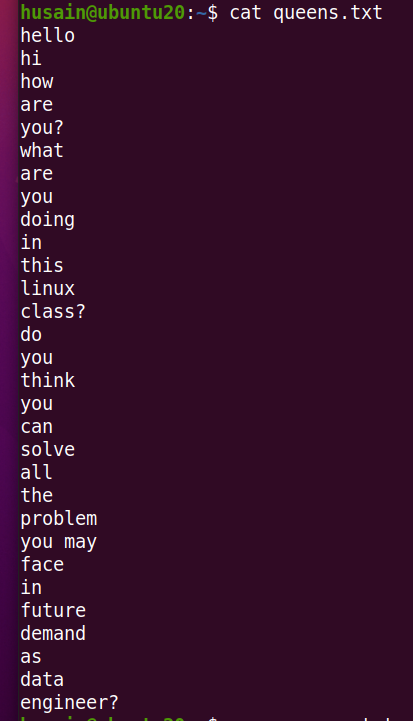 husain@ubuntu20:~$ cat queens.txt
hello
hi
how
are
you?
what
are
you
doing
in
this
linux
class?
do
you
think
you
can
solve
all
the
problem
you may
face
in
future
demand
as
data
engineer?